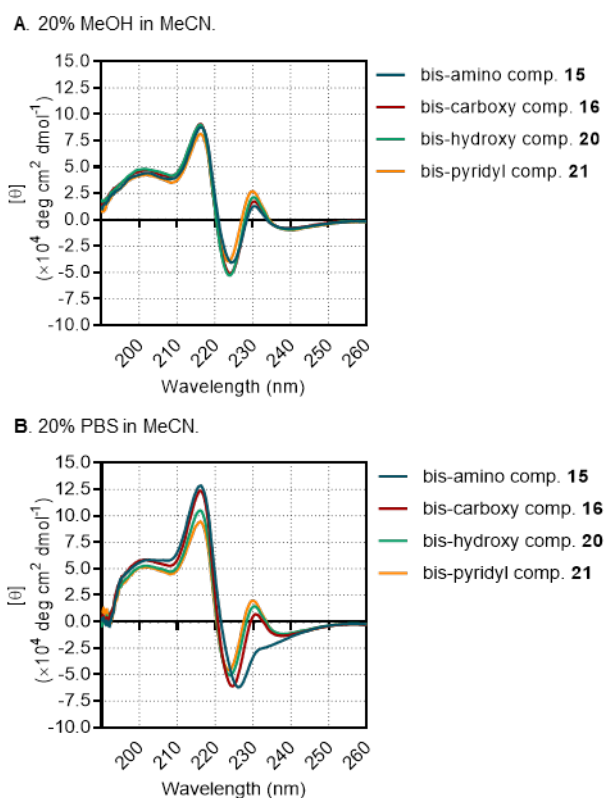 A. 20% MeOH in MeCN.
15.0
12.5
10.0
7.5
5.0
2.5
0.0
-2.5
-5.0
-7.5
-10.0
[θ]
(×10⁴ deg cm² dmol⁻¹)
200 210 220 230 240 250 260
Wavelength (nm)
bis-amino comp. 15
bis-carboxy comp. 16
bis-hydroxy comp. 20
bis-pyridyl comp. 21
B. 20% PBS in MeCN.
15.0
12.5
10.0
7.5
5.0
2.5
0.0
-2.5
-5.0
-7.5
-10.0
[θ]
(×10⁴ deg cm² dmol⁻¹)
200 210 220 230 240 250 260
Wavelength (nm)
bis-amino comp. 15
bis-carboxy comp. 16
bis-hydroxy comp. 20
bis-pyridyl comp. 21